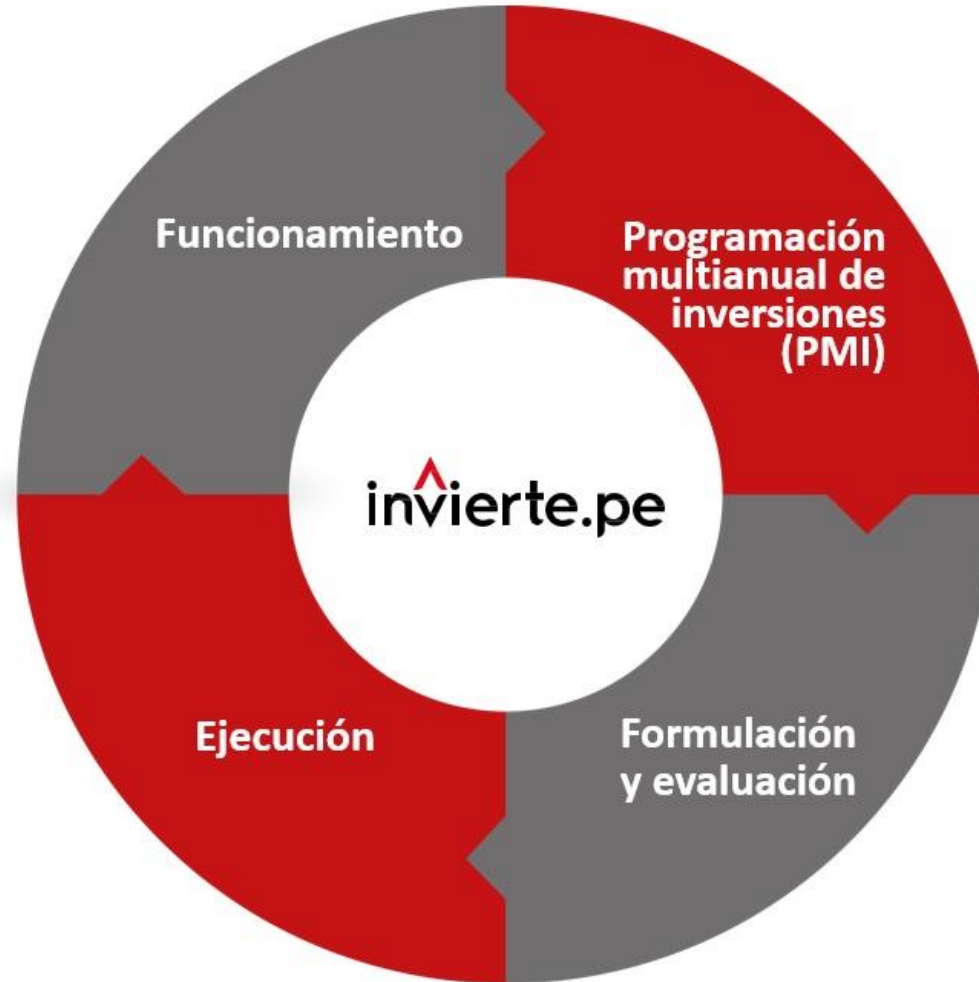 Funcionamiento
Programación
multianual de
inversiones
(PMI)
invierte.pe
Ejecución
Formulación
y evaluación